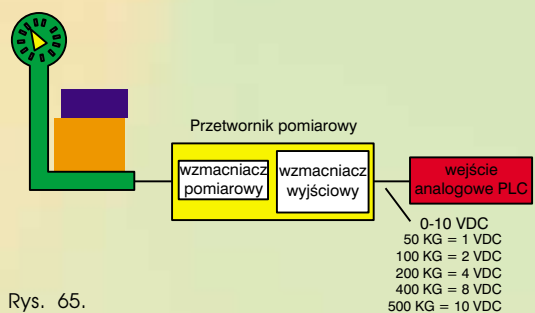 Przetwornik pomiarowy
wzmacniacz
pomiarowy
wzmacniacz
wyjściowy
wejście
analogowe PLC
0-10 VDC
50 KG = 1 VDC
100 KG = 2 VDC
200 KG = 4 VDC
400 KG = 8 VDC
500 KG = 10 VDC
Rys. 65.